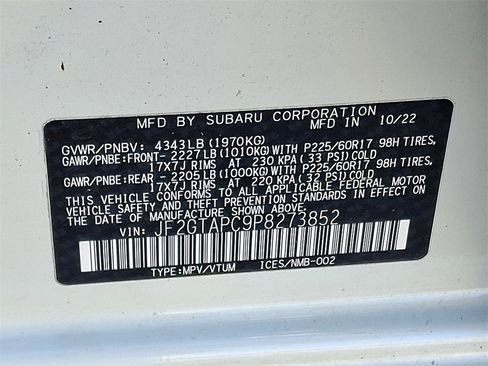 MFD BY SUBARU CORPORATION 10/22
GVWR/PNBV: 4343LB(1970KG)
GAWR/PNBE:FRONT- 2227LB(1010KG)WITH P225/60R17 98H TIRES,
17X7J RIMS AT 230 KPA(33 PSI)COLD
GAWR/PNBE:REAR -2205LB(1000KG)WITH P225/60R17 98H TIRES,
17X7J RIMS AT 220 KPA(32 PSI)COLD
THIS VEHICLE CONFORMS TO ALL APPLICABLE FEDERAL MOTOR
VEHICLE SAFETY AND THEFT PREVENTION STANDARDS IN EFFECT ON
THE DATE OF MANUFACTURE SHOWN ABOVE.
VIN: JF2GTAPC9P8273852
TYPE:MPV/VTUM ICES/NMB-002